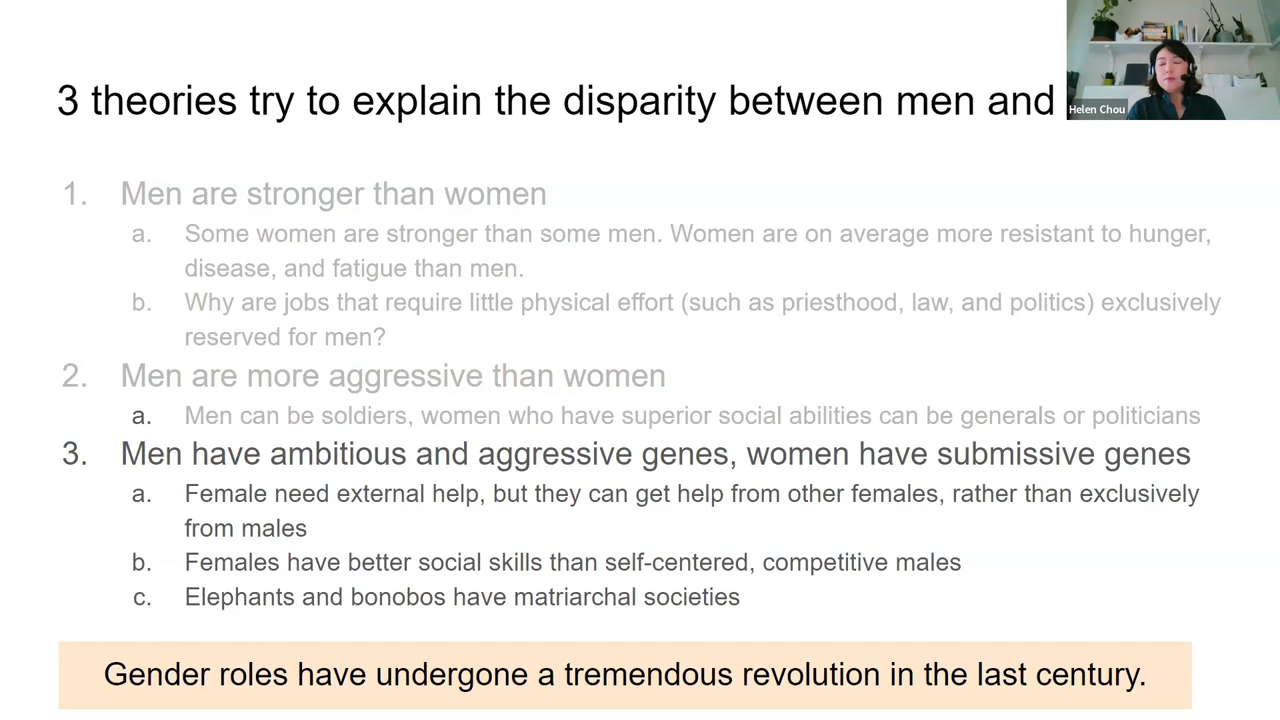 3 theories try to explain the disparity between men and
Helen Chou
1. Men are stronger than women
a. Some women are stronger than some men. Women are on average more resistant to hunger,
disease, and fatigue than men.
b. Why are jobs that require little physical effort (such as priesthood, law, and politics) exclusively
reserved for men?
2. Men are more aggressive than women
a. Men can be soldiers, women who have superior social abilities can be generals or politicians
3. Men have ambitious and aggressive genes, women have submissive genes
a. Female need external help, but they can get help from other females, rather than exclusively
from males
b. Females have better social skills than self-centered, competitive males
c. Elephants and bonobos have matriarchal societies
Gender roles have undergone a tremendous revolution in the last century.